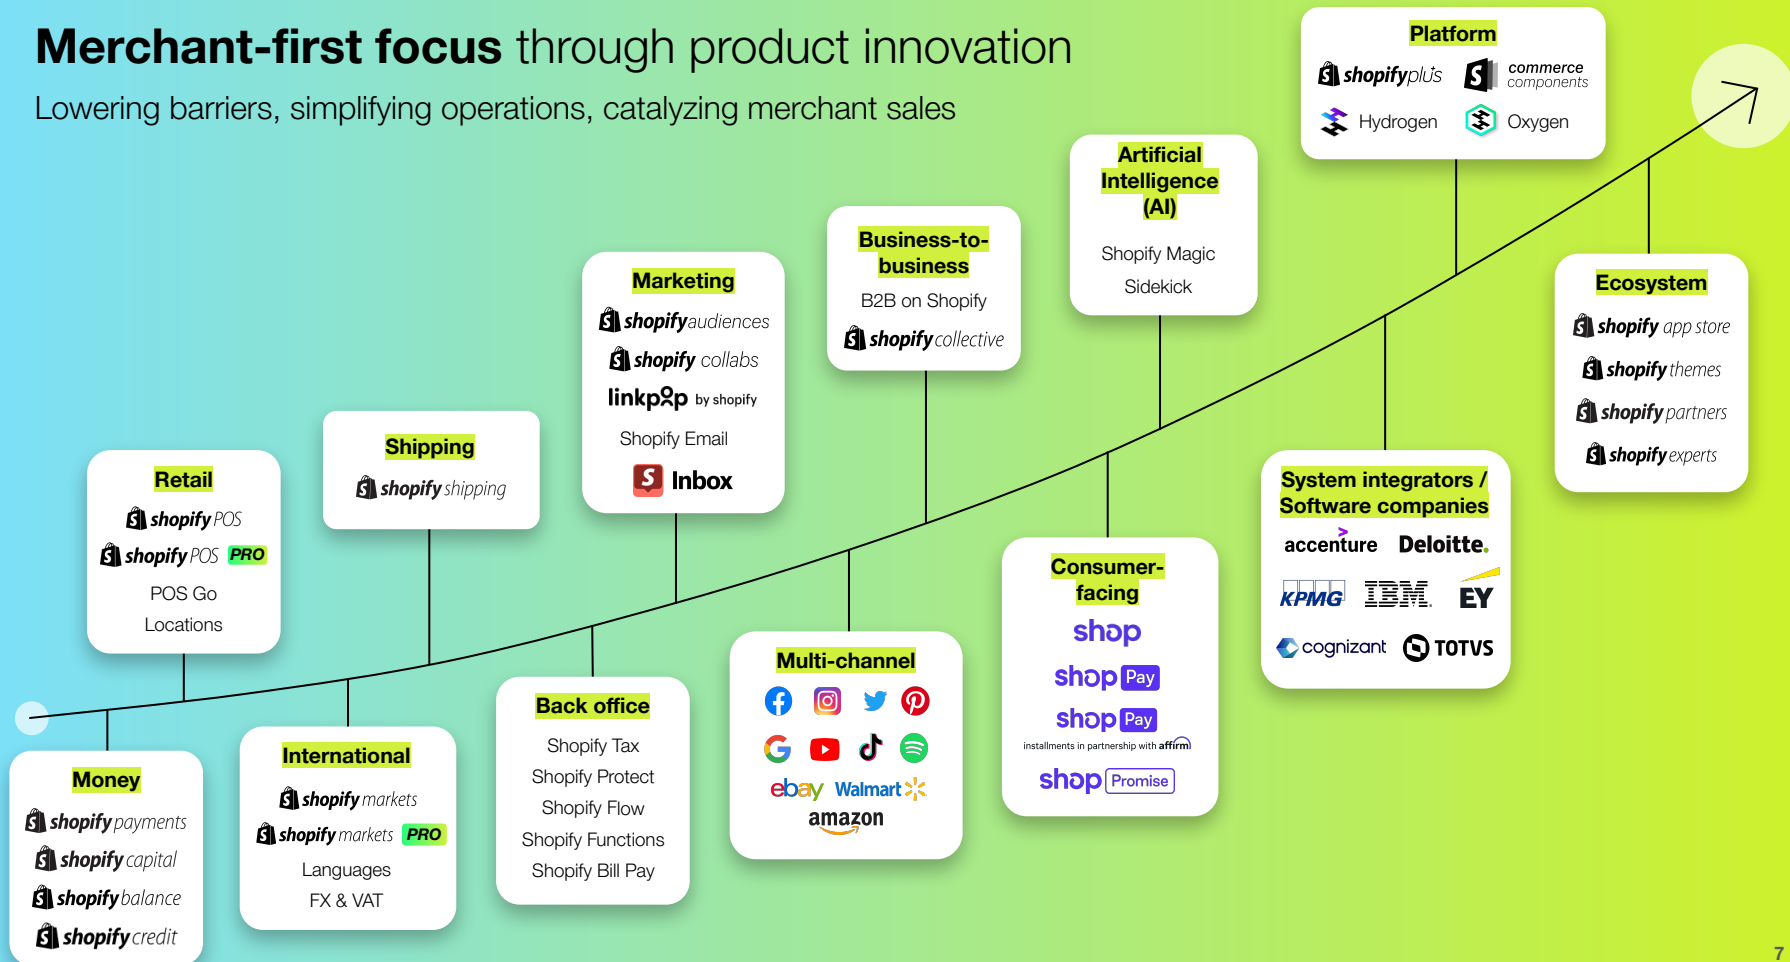 Merchant-first focus through product innovation
Lowering barriers, simplifying operations, catalyzing merchant sales
Money
shopify payments
shopify capital
shopify balance
shopify credit
Retail
shopify POS
shopify POS PRO
POS Go
Locations
International
shopify markets
shopify markets PRO
Languages
FX & VAT
Shipping
shopify shipping
Back office
Shopify Tax
Shopify Protect
Shopify Flow
Shopify Functions
Shopify Bill Pay
Marketing
shopify audiences
shopify collabs
linkpop by shopify
Shopify Email
Inbox
Multi-channel
ebay Walmart
amazon
Business-to-
business
B2B on Shopify
shopify collective
Consumer-
facing
shop
shop Pay
shop Pay
installments in partnership with affirm
shop Promise
Artificial
Intelligence
(AI)
Shopify Magic
Sidekick
System integrators /
Software companies
accenture Deloitte.
KPMG IBM EY
cognizant TOTVS
Platform
shopify plus commerce
components
Hydrogen Oxygen
Ecosystem
shopify app store
shopify themes
shopify partners
shopify experts
7